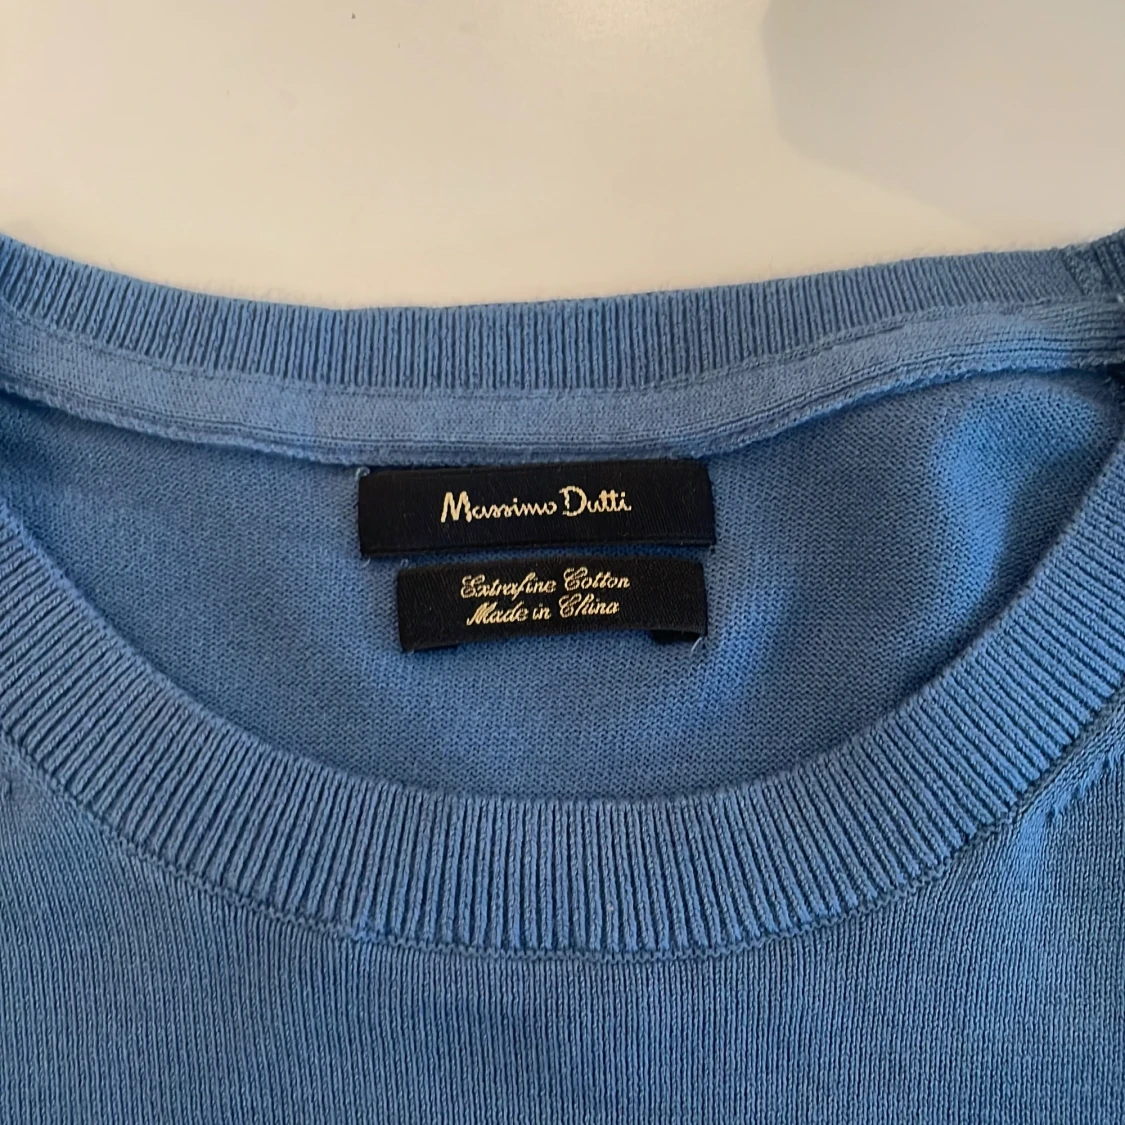 Massimo Dutti
Extrafine Cotton
Made in China